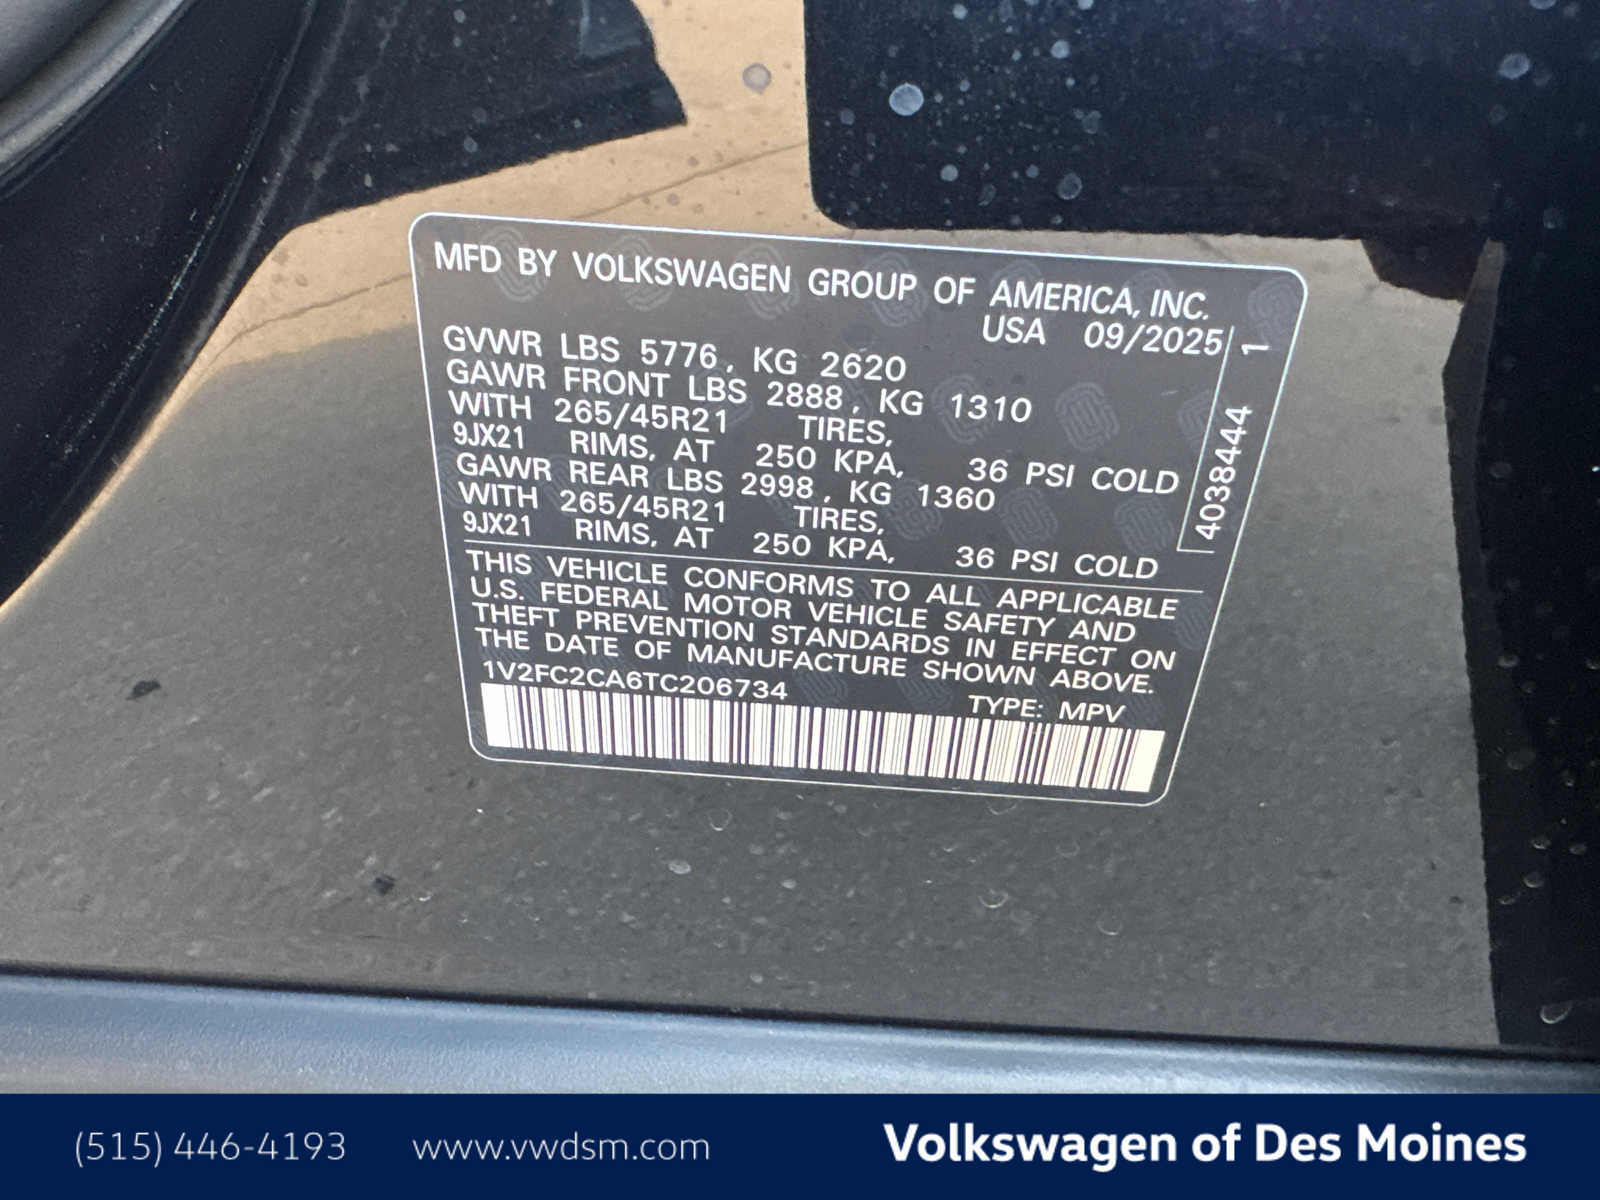 MFD BY VOLKSWAGEN GROUP OF AMERICA, INC.
USA 09/2025
GVWR LBS 5776, KG 2620
GAWR FRONT LBS 2888, KG 1310
WITH 265/45R21 TIRES,
9JX21 RIMS, AT 250 KPA, 36 PSI COLD
GAWR REAR LBS 2998, KG 1360
WITH 265/45R21 TIRES,
9JX21 RIMS, AT 250 KPA, 36 PSI COLD
4038444 1
THIS VEHICLE CONFORMS TO ALL APPLICABLE
U.S. FEDERAL MOTOR VEHICLE SAFETY AND
THEFT PREVENTION STANDARDS IN EFFECT ON
THE DATE OF MANUFACTURE SHOWN ABOVE.
1V2FC2CA6TC206734 TYPE: MPV
(515) 446-4193 www.vwdsm.com Volkswagen of Des Moines